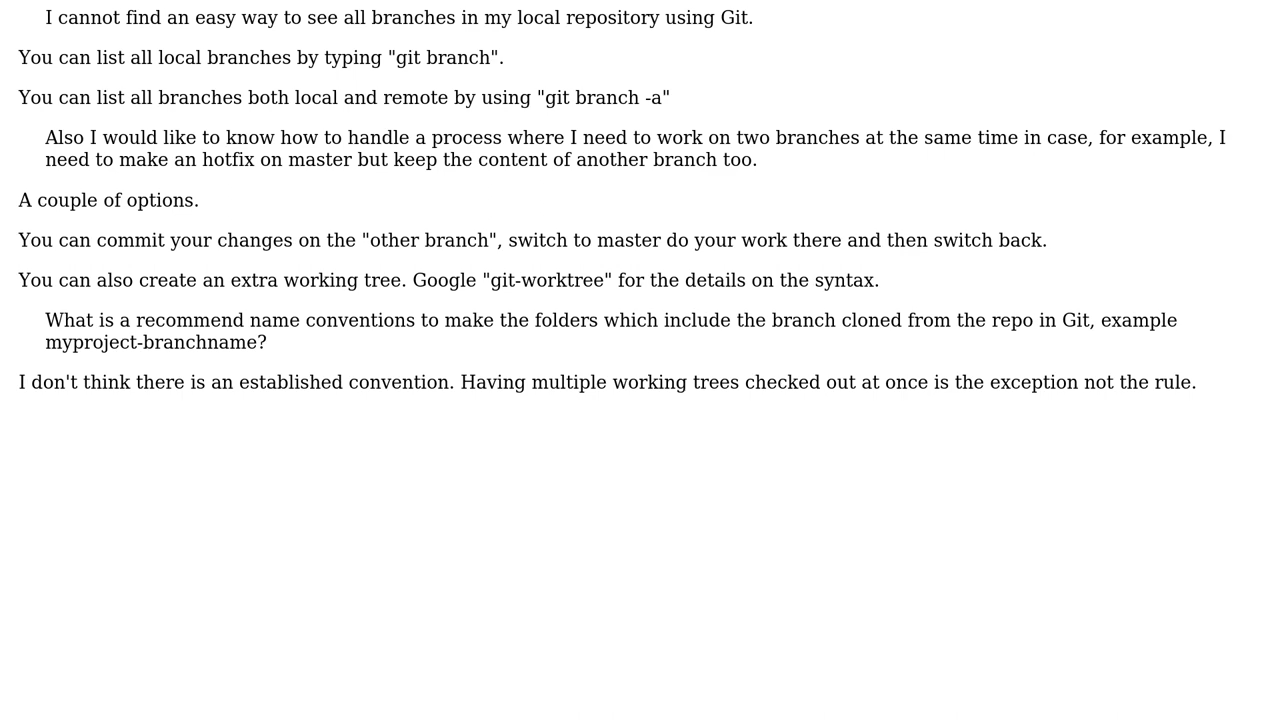 I cannot find an easy way to see all branches in my local repository using Git.
You can list all local branches by typing "git branch".
You can list all branches both local and remote by using "git branch -a"
Also I would like to know how to handle a process where I need to work on two branches at the same time in case, for example, I
need to make an hotfix on master but keep the content of another branch too.
A couple of options.
You can commit your changes on the "other branch", switch to master do your work there and then switch back.
You can also create an extra working tree. Google "git-worktree" for the details on the syntax.
What is a recommend name conventions to make the folders which include the branch cloned from the repo in Git, example
myproject-branchname?
I don't think there is an established convention. Having multiple working trees checked out at once is the exception not the rule.